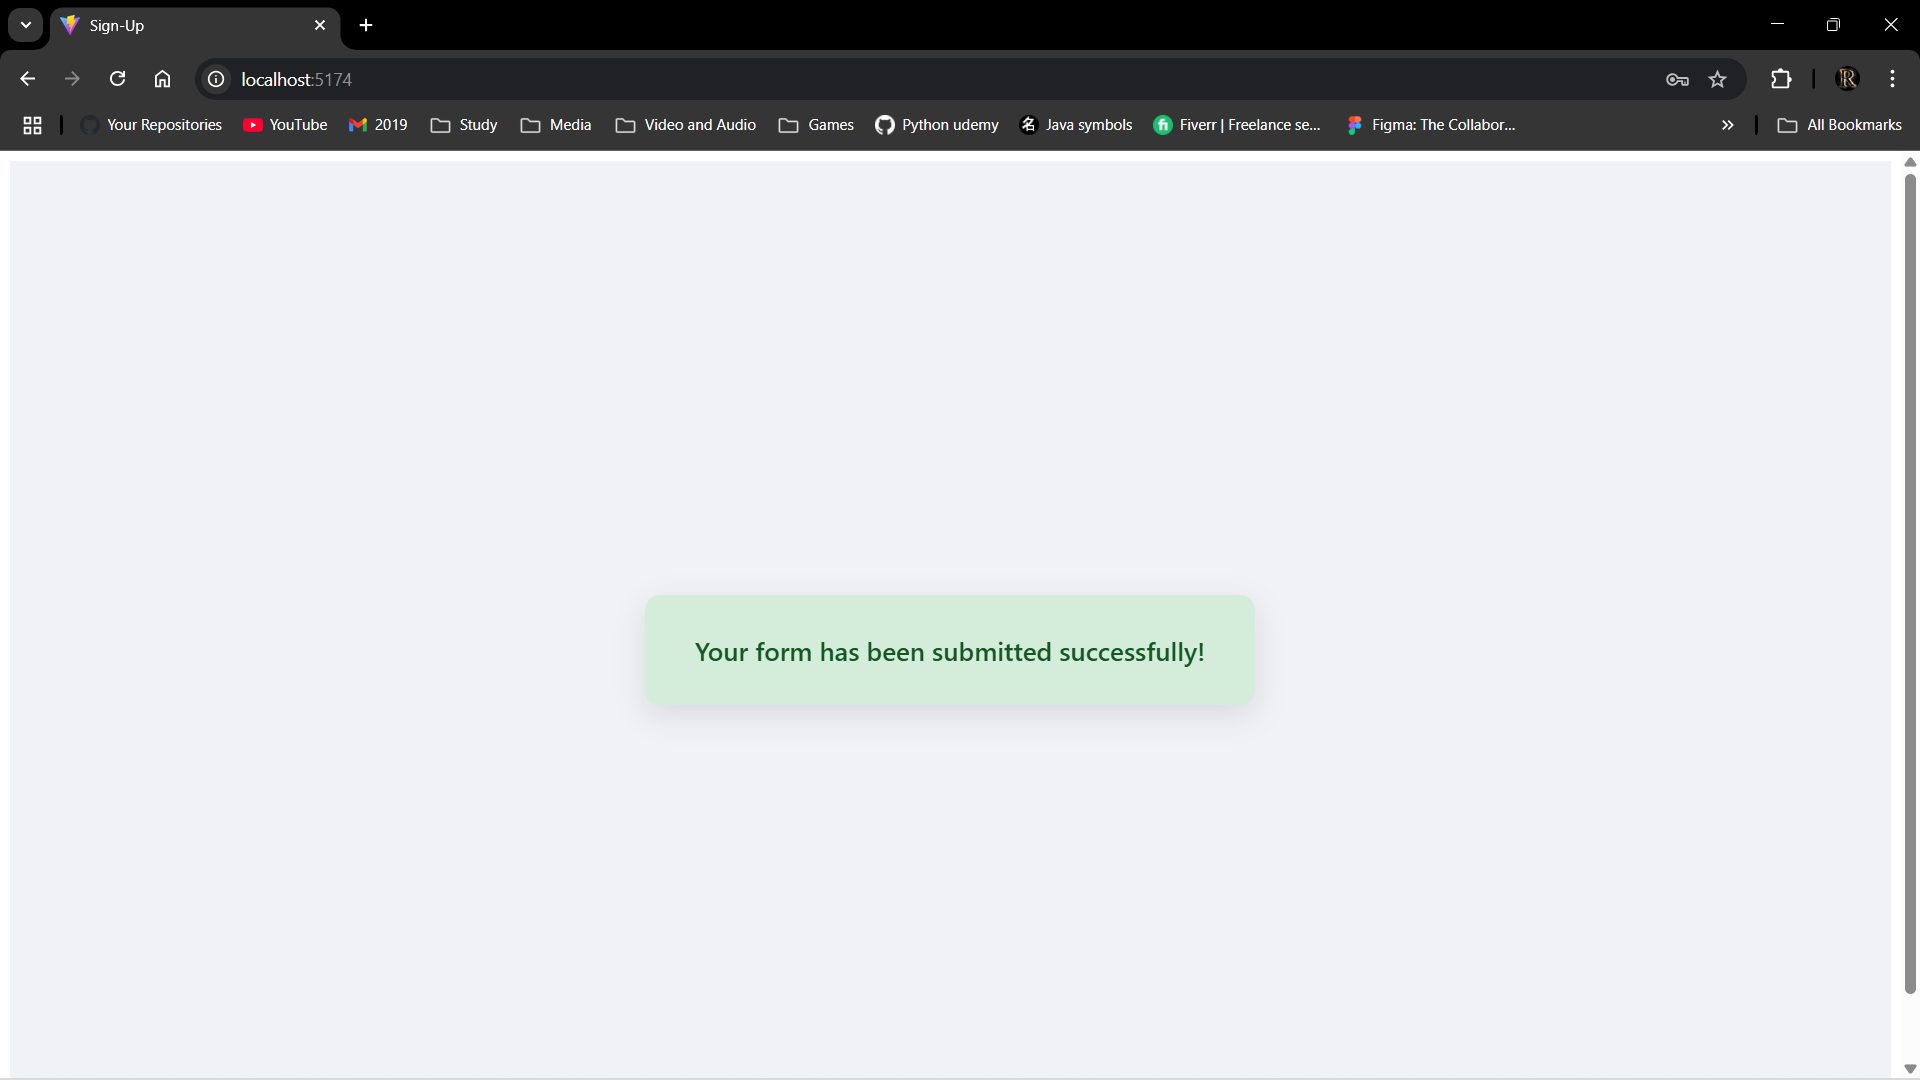 Sign-Up
localhost:5174
Your Repositories YouTube 2019 Study Media Video and Audio Games Python udemy Java symbols Fiverr | Freelance se... Figma: The Collabor... All Bookmarks
Your form has been submitted successfully!